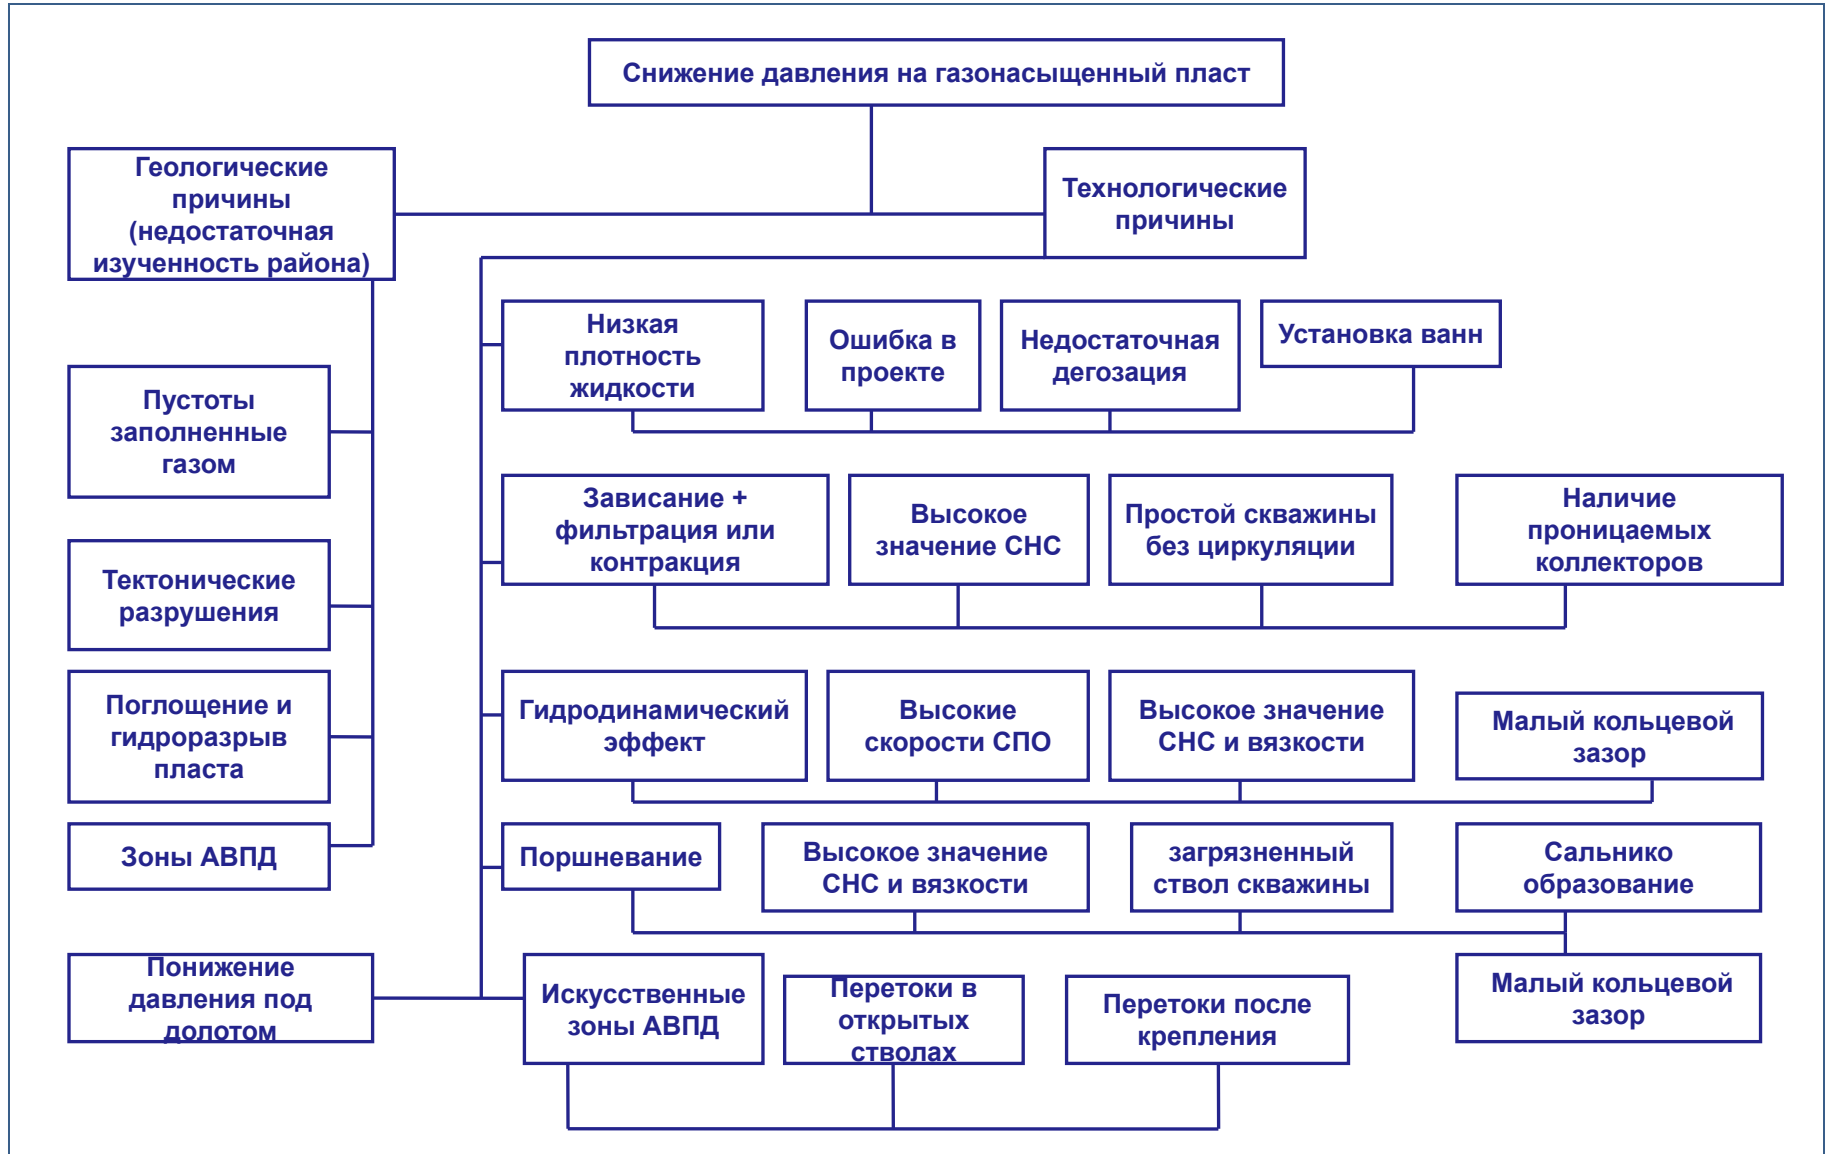 Снижение давления на газонасыщенный пласт
Геологические
причины
(недостаточная
изученность района)
Технологические
причины
Низкая
плотность
жидкости
Ошибка в
проекте
Недостаточная
дегозация
Установка ванн
Пустоты
заполненные
газом
Зависание +
фильтрация или
контракция
Высокое
значение СНС
Простой скважины
без циркуляции
Наличие
проницаемых
коллекторов
Тектонические
разрушения
Поглощение и
гидроразрыв
пласта
Гидродинамический
эффект
Высокие
скорости СПО
Высокое значение
СНС и вязкости
Малый кольцевой
зазор
Зоны АВПД
Поршневание
Высокое значение
СНС и вязкости
загрязненный
ствол скважины
Сальнико
образование
Понижение
давления под
долотом
Искусственные
зоны АВПД
Перетоки в
открытых
стволах
Перетоки после
крепления
Малый кольцевой
зазор